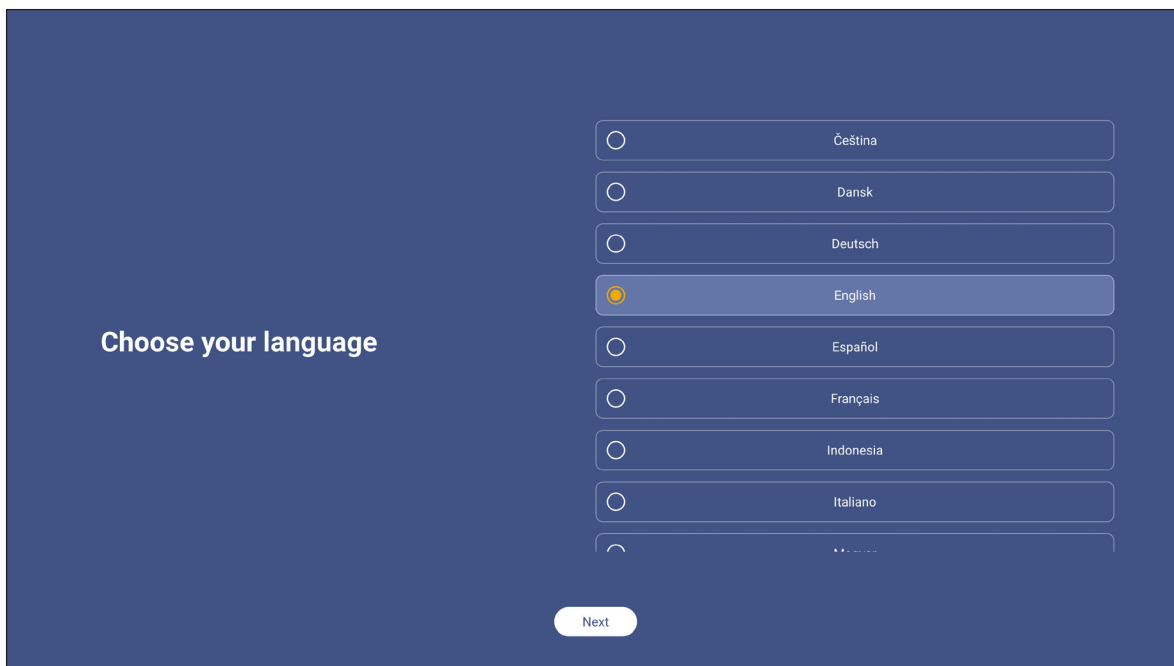 Choose your language
Čeština
Dansk
Deutsch
English
Español
Français
Indonesia
Italiano
Next